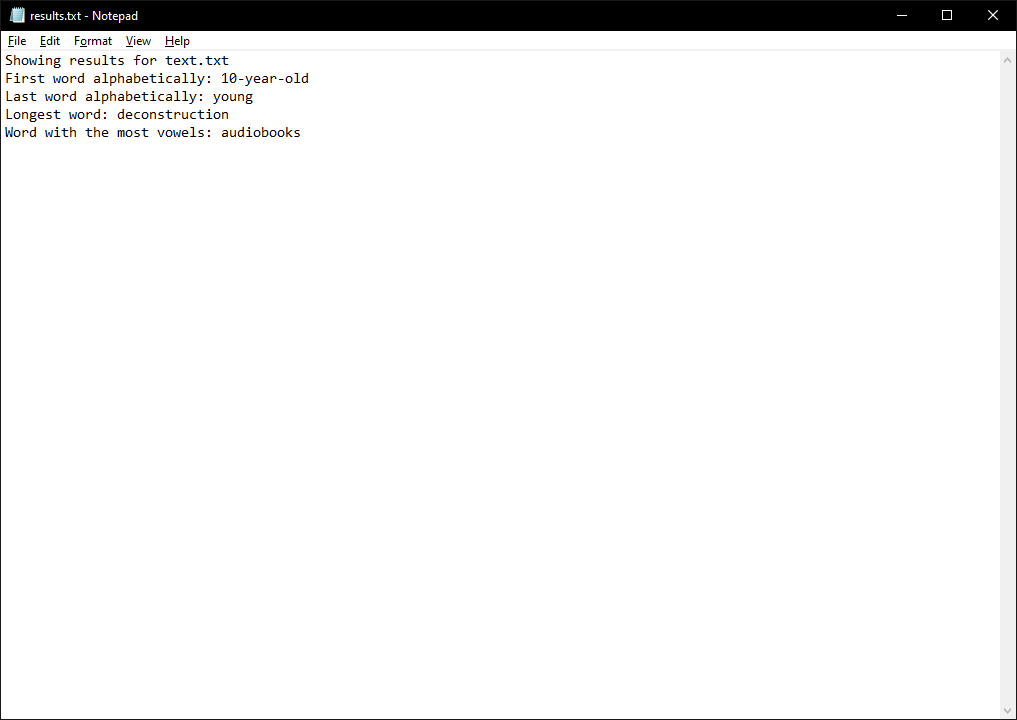 results.txt - Notepad
File Edit Format View Help
Showing results for text.txt
First word alphabetically: 10-year-old
Last word alphabetically: young
Longest word: deconstruction
Word with the most vowels: audiobooks